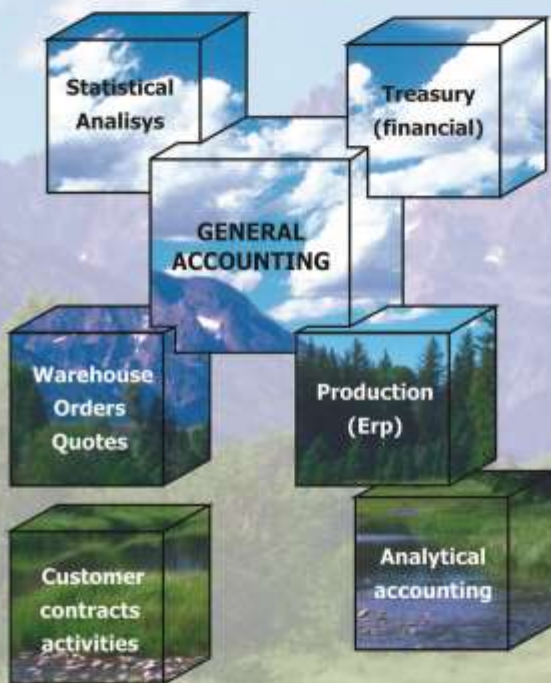 Statistical
Analisys
Treasury
(financial)
GENERAL
ACCOUNTING
Warehouse
Orders
Quotes
Production
(Erp)
Customer
contracts
activities
Analytical
accounting